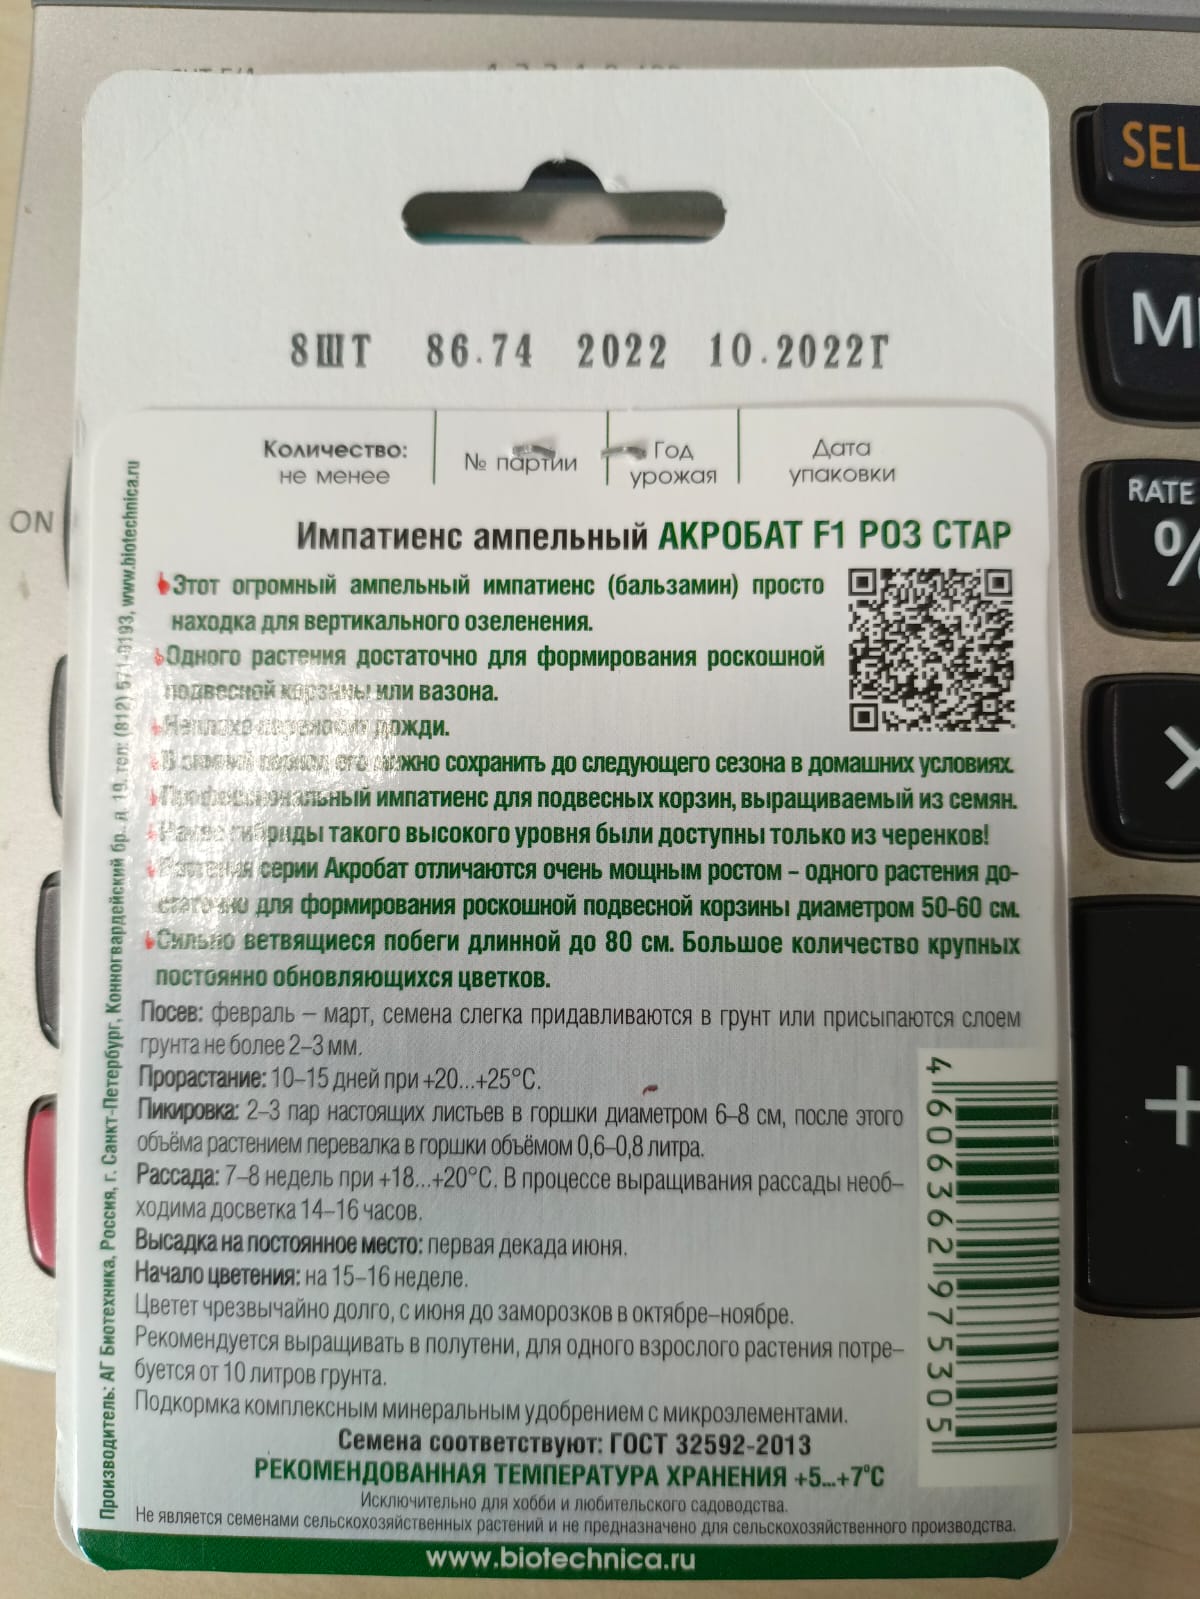 SEL
ON
RATE
%
8ШТ 86.74 2022 10.2022Г
Количество: не менее
№ партии
Год урожая
Дата упаковки
Импатиенс ампельный АКРОБАТ F1 РОЗ СТАР
Этот огромный ампельный импатиенс (бальзамин) просто
находка для вертикального озеленения.
Одного растения достаточно для формирования роскошной
подвесной корзины или вазона.
дожди.
можно сохранить до следующего сезона в домашних условиях.
Профессиональный импатиенс для подвесных корзин, выращиваемый из семян.
гибриды такого высокого уровня были доступны только из черенков!
Растения серии Акробат отличаются очень мощным ростом – одного растения до-
статочно для формирования роскошной подвесной корзины диаметром 50-60 см.
Сильно ветвящиеся побеги длинной до 80 см. Большое количество крупных
постоянно обновляющихся цветков.
Посев: февраль – март, семена слегка придавливаются в грунт или присыпаются слоем
грунта не более 2–3 мм.
Прорастание: 10–15 дней при +20...+25°С.
Пикировка: 2–3 пар настоящих листьев в горшки диаметром 6–8 см, после этого
объёма растением перевалка в горшки объёмом 0,6–0,8 литра.
Рассада: 7–8 недель при +18...+20°С. В процессе выращивания рассады необ-
ходима досветка 14–16 часов.
Высадка на постоянное место: первая декада июня.
Начало цветения: на 15–16 неделе.
Цветет чрезвычайно долго, с июня до заморозков в октябре–ноябре.
Рекомендуется выращивать в полутени, для одного взрослого растения потре-
буется от 10 литров грунта.
Подкормка комплексным минеральным удобрением с микроэлементами.
Семена соответствуют: ГОСТ 32592-2013
РЕКОМЕНДОВАННАЯ ТЕМПЕРАТУРА ХРАНЕНИЯ +5...+7°С
Исключительно для хобби и любительского садоводства.
Не является семенами сельскохозяйственных растений и не предназначено для сельскохозяйственного производства.
www.biotechnica.ru
Производитель: АГ Биотехника, Россия, г. Санкт-Петербург, Конногвардейский бр. д. 19, тел: (812) 571-0193, www.biotechnica.ru
4606362975305